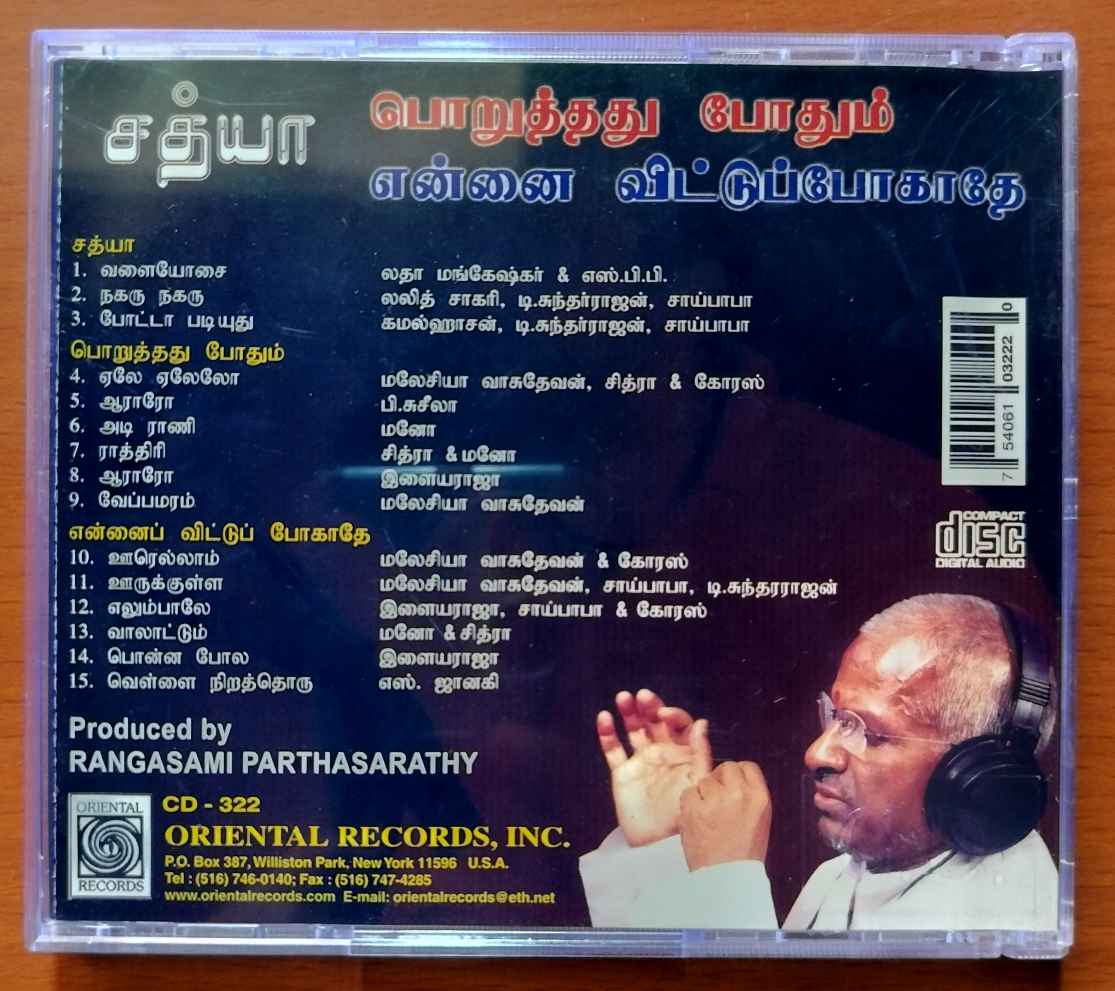 சத்யா
பொறுத்தது போதும்
என்னை விட்டுப்போகாதே
சத்யா
1. வளையோசை லதா மங்கேஷ்கர் & எஸ்.பி.பி.
2. நகரு நகரு லலித் சாகரி, டி.சுந்தர்ராஜன், சாய்பாபா
3. போட்டா படியுது கமல்ஹாசன், டி.சுந்தர்ராஜன், சாய்பாபா
பொறுத்தது போதும்
4. ஏலே ஏலேலோ மலேசியா வாசுதேவன், சித்ரா & கோரஸ்
5. ஆராரோ பி.சுசீலா
6. அடி ராணி மனோ
7. ராத்திரி சித்ரா & மனோ
8. ஆராரோ இளையராஜா
9. வேப்பமரம் மலேசியா வாசுதேவன்
என்னைப் விட்டுப் போகாதே
10. ஊரெல்லாம் மலேசியா வாசுதேவன் & கோரஸ்
11. ஊருக்குள்ள மலேசியா வாசுதேவன், சாய்பாபா, டி.சுந்தரராஜன்
12. எலும்பாலே இளையராஜா, சாய்பாபா & கோரஸ்
13. வாலாட்டும் மனோ & சித்ரா
14. பொன்ன போல இளையராஜா
15. வெள்ளை நிறத்தொரு எஸ். ஜானகி
7 54061 03222 0
COMPACT
disc
DIGITAL AUDIO
Produced by
RANGASAMI PARTHASARATHY
ORIENTAL
RECORDS
CD - 322
ORIENTAL RECORDS, INC.
P.O. Box 387, Williston Park, New York 11596 U.S.A.
Tel : (516) 746-0140; Fax : (516) 747-4285
www.orientalrecords.com E-mail: orientalrecords@eth.net